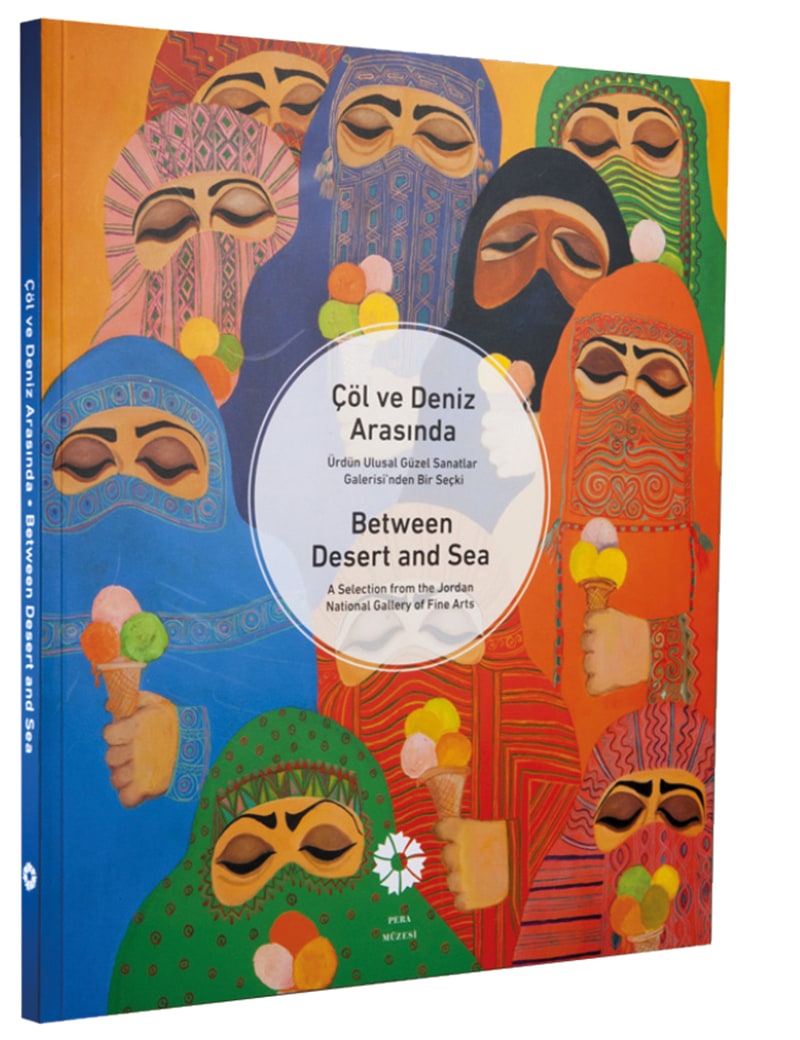 Çöl ve Deniz Arasında • Between Desert and Sea
Çöl ve Deniz
Arasında
Ürdün Ulusal Güzel Sanatlar
Galerisi'nden Bir Seçki
Between
Desert and Sea
A Selection from the Jordan
National Gallery of Fine Arts
PERA
MÜZESİ